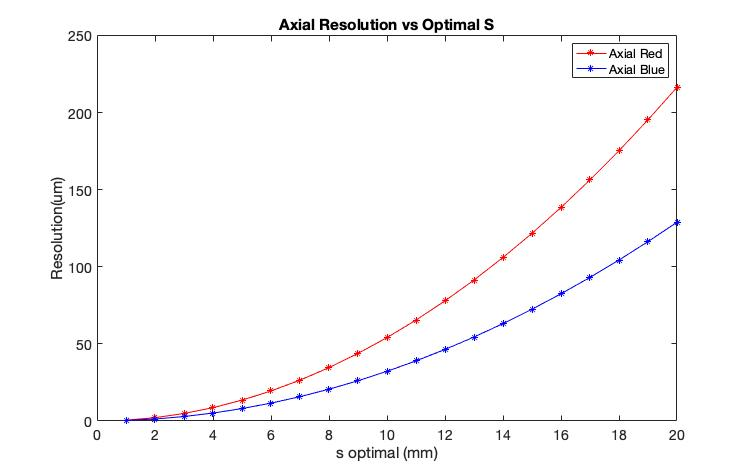 Axial Resolution vs Optimal S
Axial Red
Axial Blue
Resolution(μm)
250
200
150
100
50
0
0 2 4 6 8 10 12 14 16 18 20
s optimal (mm)